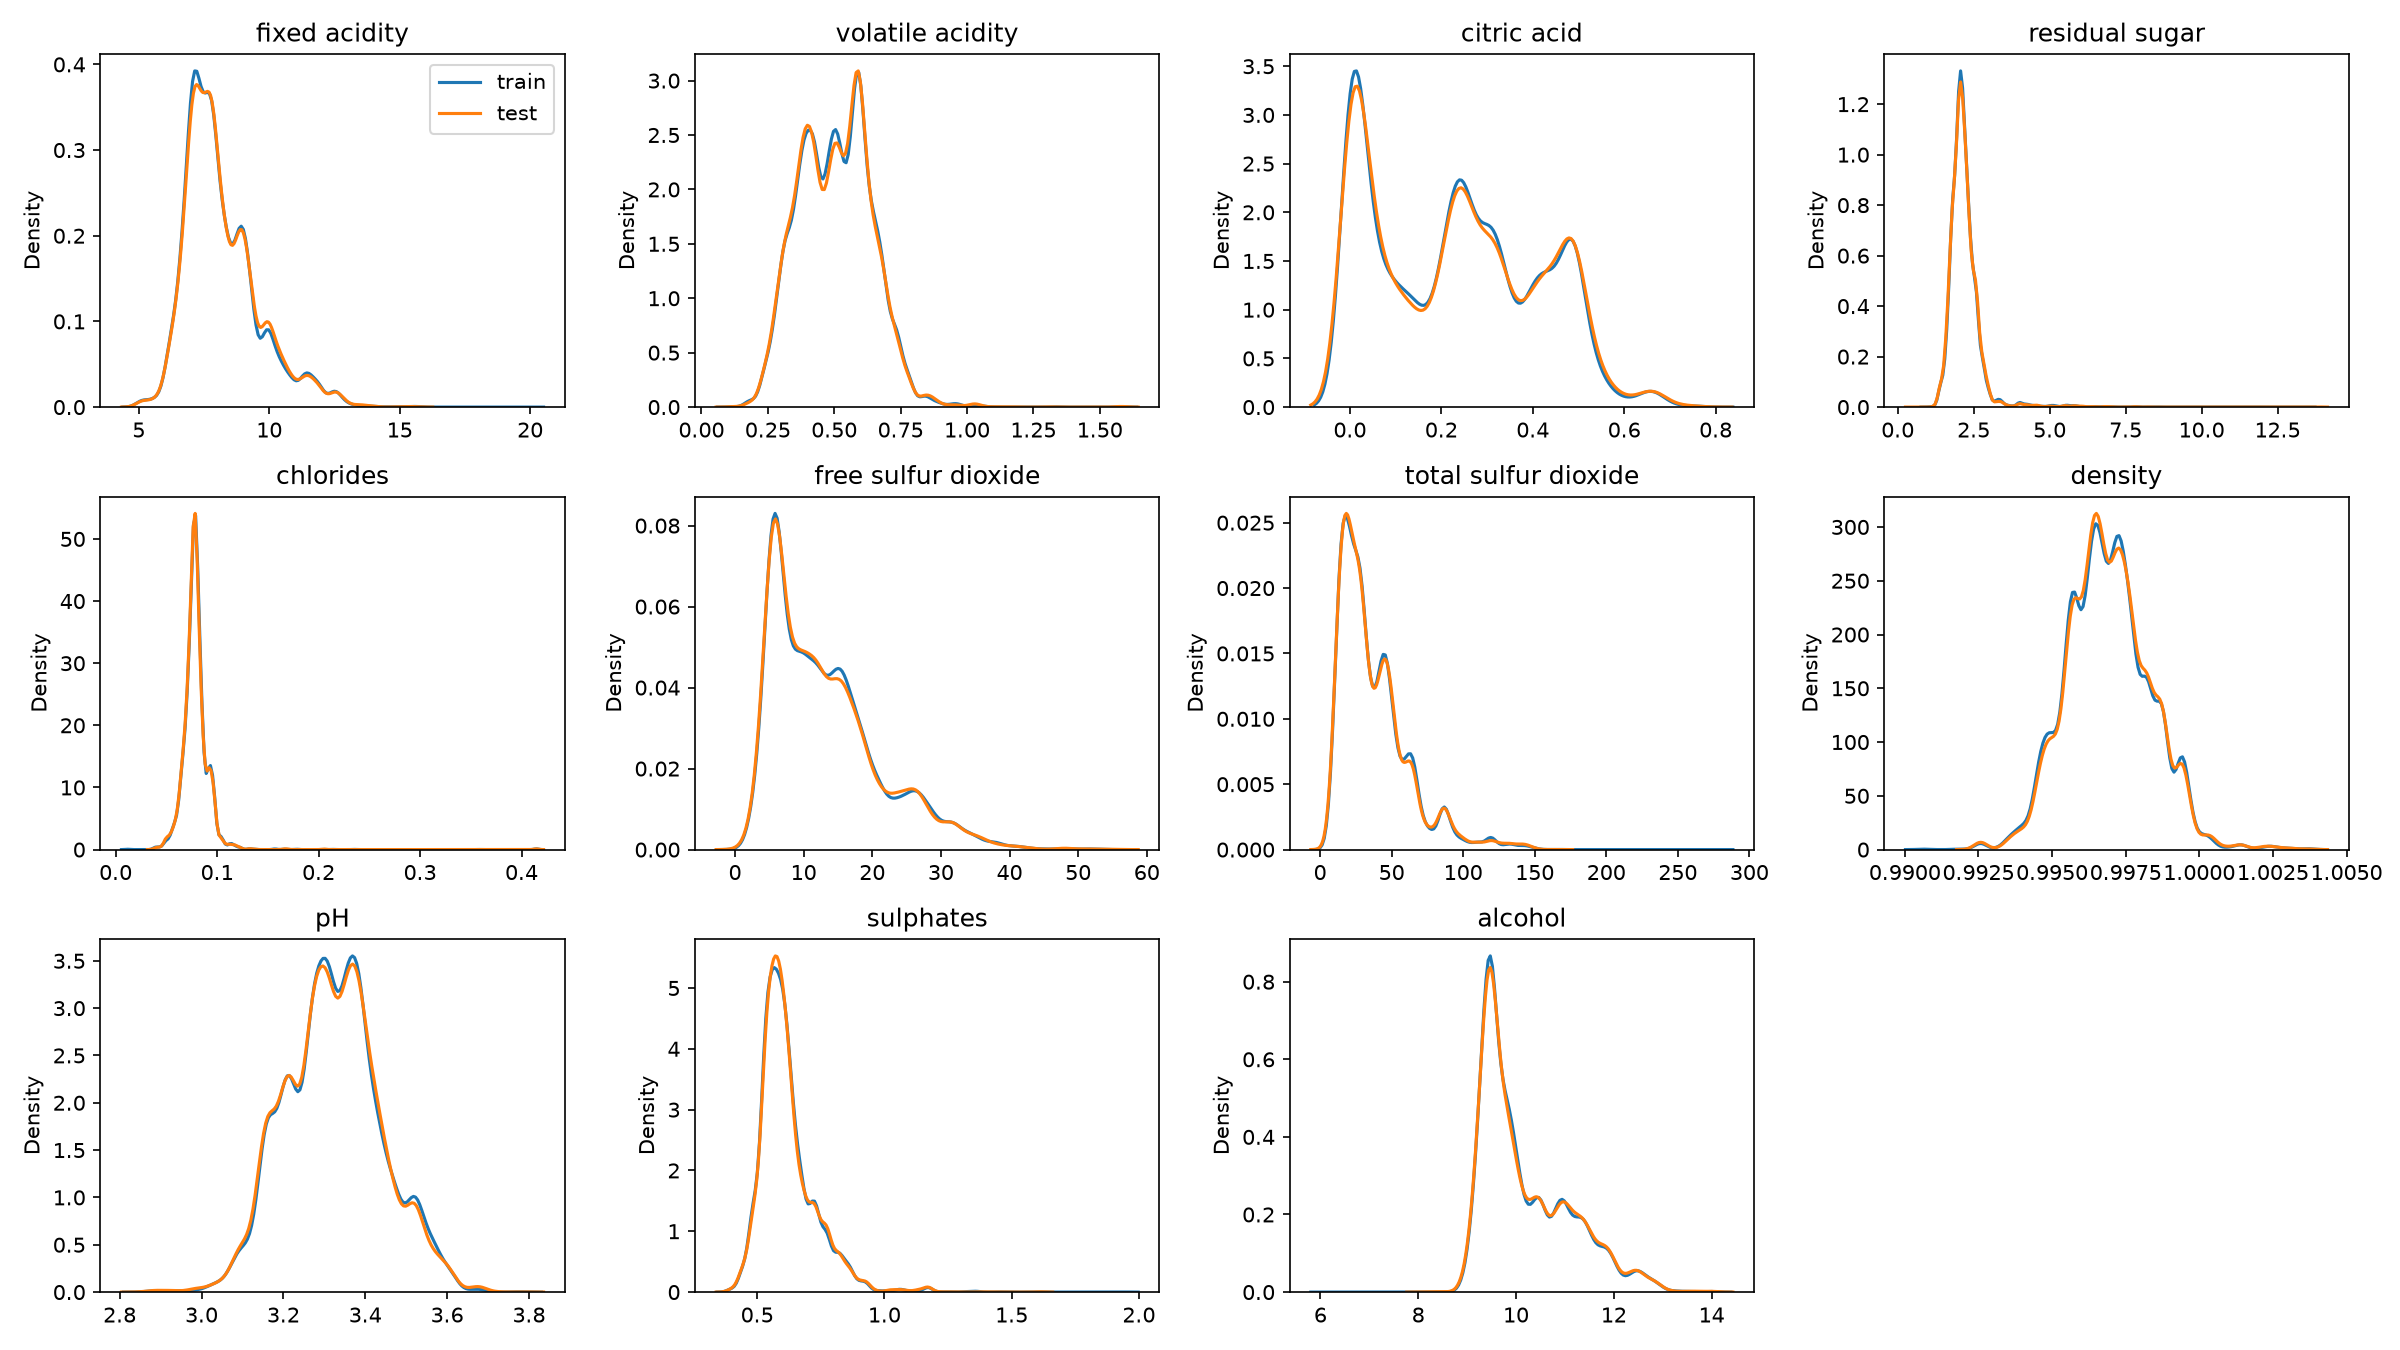 fixed acidity
0.4
0.3
0.2
0.1
0.0
Density
train
test
5 10 15 20
volatile acidity
3.0
2.5
2.0
1.5
1.0
0.5
0.0
Density
0.00 0.25 0.50 0.75 1.00 1.25 1.50
citric acid
3.5
3.0
2.5
2.0
1.5
1.0
0.5
0.0
Density
0.0 0.2 0.4 0.6 0.8
residual sugar
1.2
1.0
0.8
0.6
0.4
0.2
0.0
Density
0.0 2.5 5.0 7.5 10.0 12.5
chlorides
50
40
30
20
10
0
Density
0.0 0.1 0.2 0.3 0.4
free sulfur dioxide
0.08
0.06
0.04
0.02
0.00
Density
0 10 20 30 40 50 60
total sulfur dioxide
0.025
0.020
0.015
0.010
0.005
0.000
Density
0 50 100 150 200 250 300
density
300
250
200
150
100
50
0
Density
0.990 0.9925 0.9950 0.9975 1.0000 1.0025 1.0050
pH
3.5
3.0
2.5
2.0
1.5
1.0
0.5
0.0
Density
2.8 3.0 3.2 3.4 3.6 3.8
sulphates
5
4
3
2
1
0
Density
0.5 1.0 1.5 2.0
alcohol
0.8
0.6
0.4
0.2
0.0
Density
6 8 10 12 14